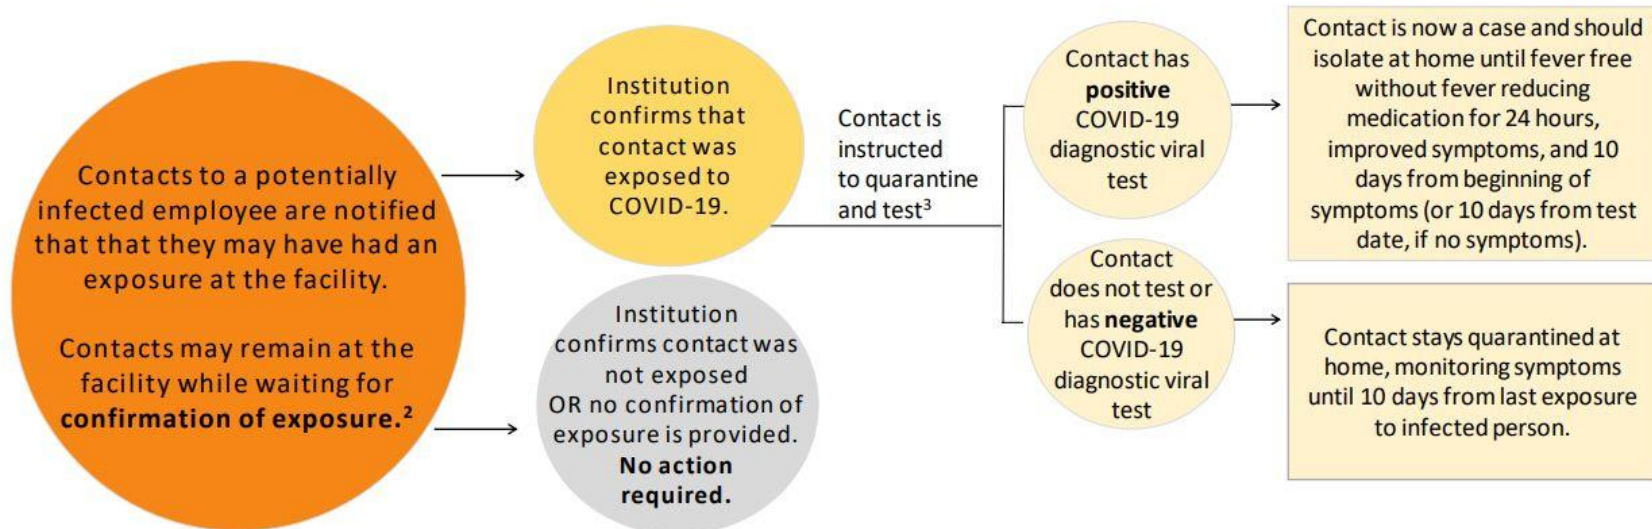 Contacts to a potentially
infected employee are notified
that that they may have had an
exposure at the facility.
Contacts may remain at the
facility while waiting for
confirmation of exposure.²
Institution
confirms that
contact was
exposed to
COVID-19.
Institution
confirms contact was
not exposed
OR no confirmation of
exposure is provided.
No action
required.
Contact is
instructed
to quarantine
and test³
Contact has
positive
COVID-19
diagnostic viral
test
Contact is now a case and should
isolate at home until fever free
without fever reducing
medication for 24 hours,
improved symptoms, and 10
days from beginning of
symptoms (or 10 days from test
date, if no symptoms).
Contact
does not test or
has negative
COVID-19
diagnostic viral
test
Contact stays quarantined at
home, monitoring symptoms
until 10 days from last exposure
to infected person.